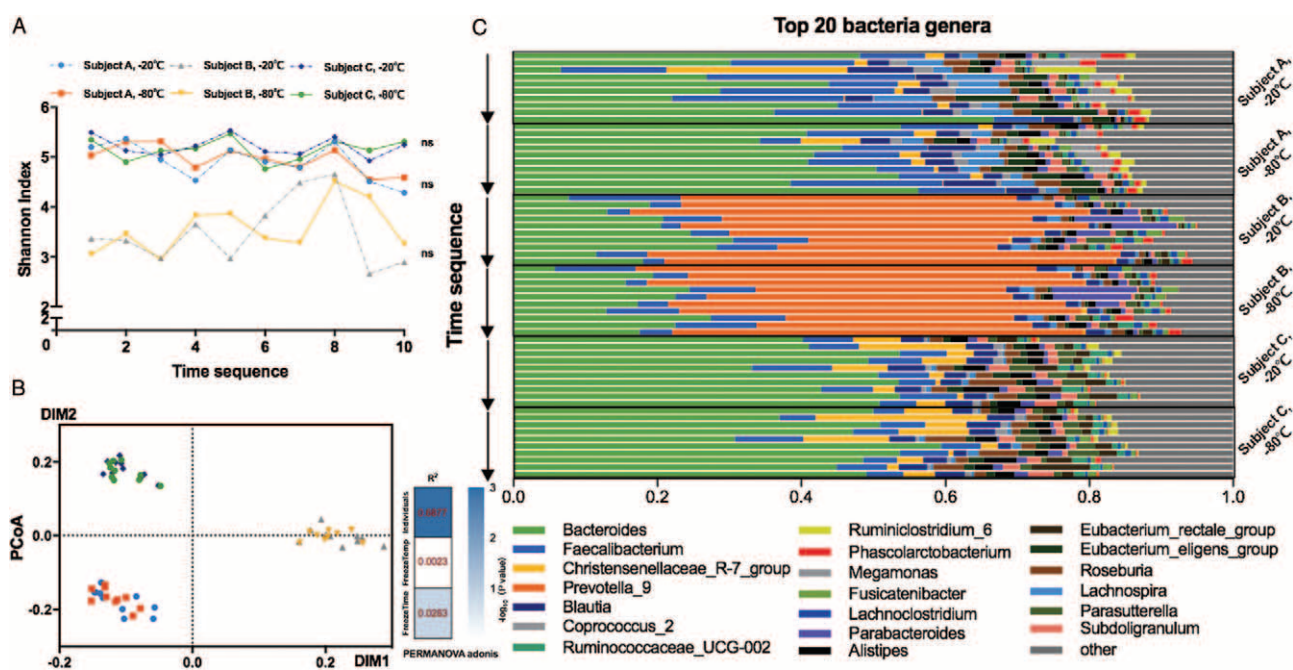 A
Subject A, -20°C
Subject B, -20°C
Subject C, -20°C
Subject A, -80°C
Subject B, -80°C
Subject C, -80°C
Shannon Index
6
5
4
3
2
2
0
ns
ns
ns
2
4
6
8
10
Time sequence
B
DIM2
PCoA
0.2
0.0
-0.2
-0.2
0.0
0.2
DIM1
R²
Individuals
FreezeTemp
0.0023
FreezeTime
0.0263
3
2
1
-log₁₀ (P value)
PERMANOVA adonis
C
Top 20 bacteria genera
Time sequence
Subject A,
-20°C
Subject A,
-80°C
Subject B,
-20°C
Subject B,
-80°C
Subject C,
-20°C
Subject C,
-80°C
0.0
0.2
0.4
0.6
0.8
1.0
Bacteroides
Faecalibacterium
Christensenellaceae_R-7_group
Prevotella_9
Blautia
Coprococcus_2
Ruminococcaceae_UCG-002
Ruminiclostridium_6
Phascolarctobacterium
Megamonas
Fusicatenibacter
Lachnoclostridium
Parabacteroides
Alistipes
Eubacterium_rectale_group
Eubacterium_eligens_group
Roseburia
Lachnospira
Parasutterella
Subdoligranulum
other